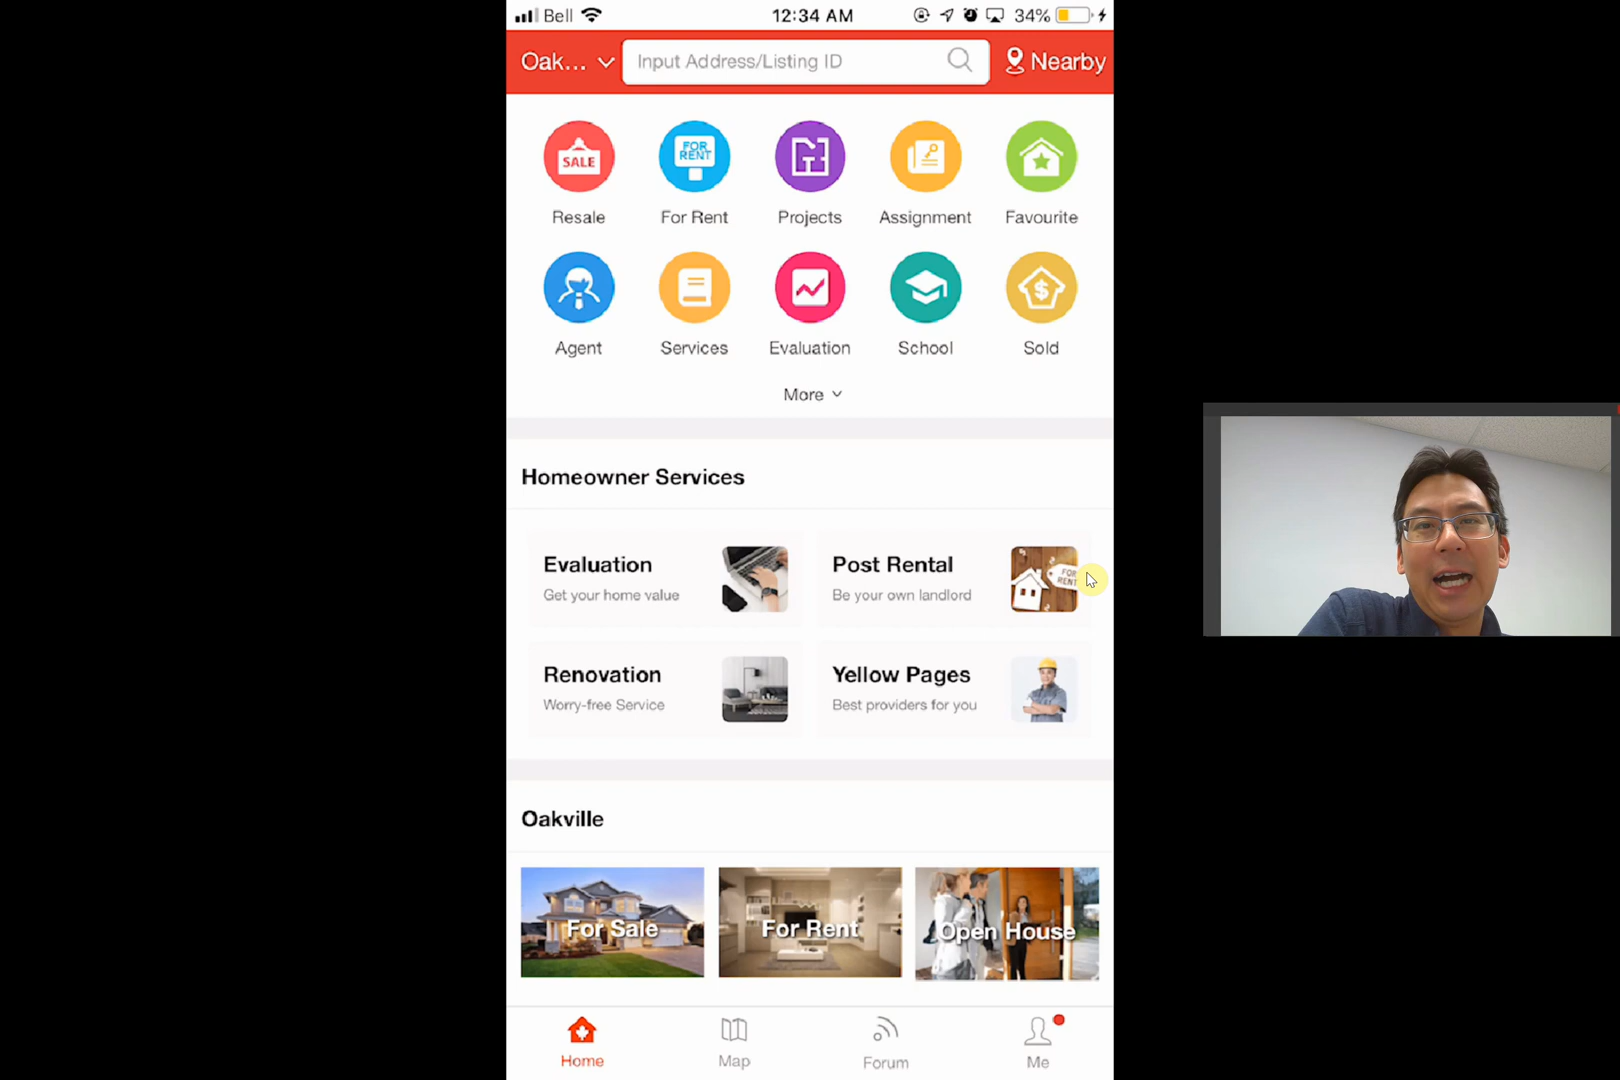 Bell 12:34 AM 34%
Oak... Input Address/Listing ID Nearby
SALE FOR RENT
Resale For Rent Projects Assignment Favourite
Agent Services Evaluation School Sold
More
Homeowner Services
Evaluation
Get your home value
Post Rental
Be your own landlord
FOR RENT
Renovation
Worry-free Service
Yellow Pages
Best providers for you
Oakville
For Sale For Rent Open House
Home Map Forum Me